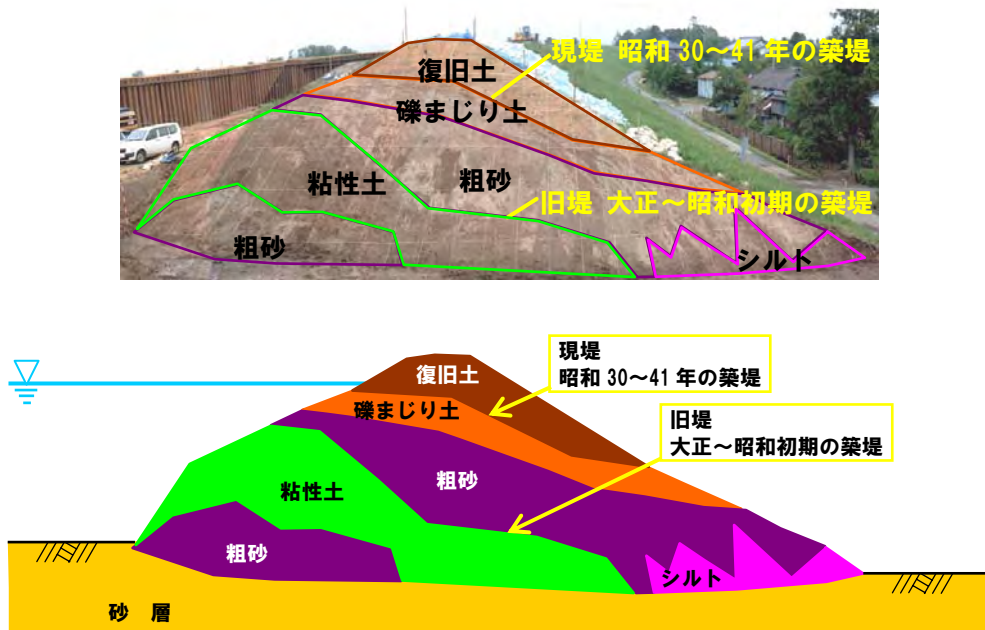 現堤 昭和 30～41 年の築堤
復旧土
礫まじり土
粘性土
粗砂
旧堤 大正～昭和初期の築堤
粗砂
シルト
現堤
昭和 30～41 年の築堤
復旧土
礫まじり土
旧堤
大正～昭和初期の築堤
粗砂
粘性土
粗砂
シルト
砂 層